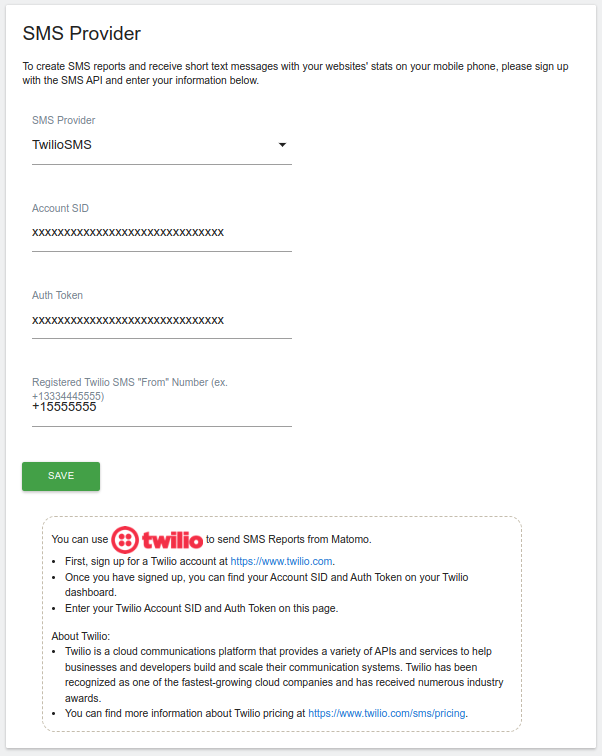 SMS Provider
To create SMS reports and receive short text messages with your websites' stats on your mobile phone, please sign up
with the SMS API and enter your information below.
SMS Provider
TwilioSMS
Account SID
xxxxxxxxxxxxxxxxxxxxxxxxxxxxxx
Auth Token
xxxxxxxxxxxxxxxxxxxxxxxxxxxxxx
Registered Twilio SMS "From" Number (ex.
+13334445555)
+15555555
SAVE
You can use twilio to send SMS Reports from Matomo.
• First, sign up for a Twilio account at https://www.twilio.com.
• Once you have signed up, you can find your Account SID and Auth Token on your Twilio
dashboard.
• Enter your Twilio Account SID and Auth Token on this page.
About Twilio:
• Twilio is a cloud communications platform that provides a variety of APIs and services to help
businesses and developers build and scale their communication systems. Twilio has been
recognized as one of the fastest-growing cloud companies and has received numerous industry
awards.
• You can find more information about Twilio pricing at https://www.twilio.com/sms/pricing.